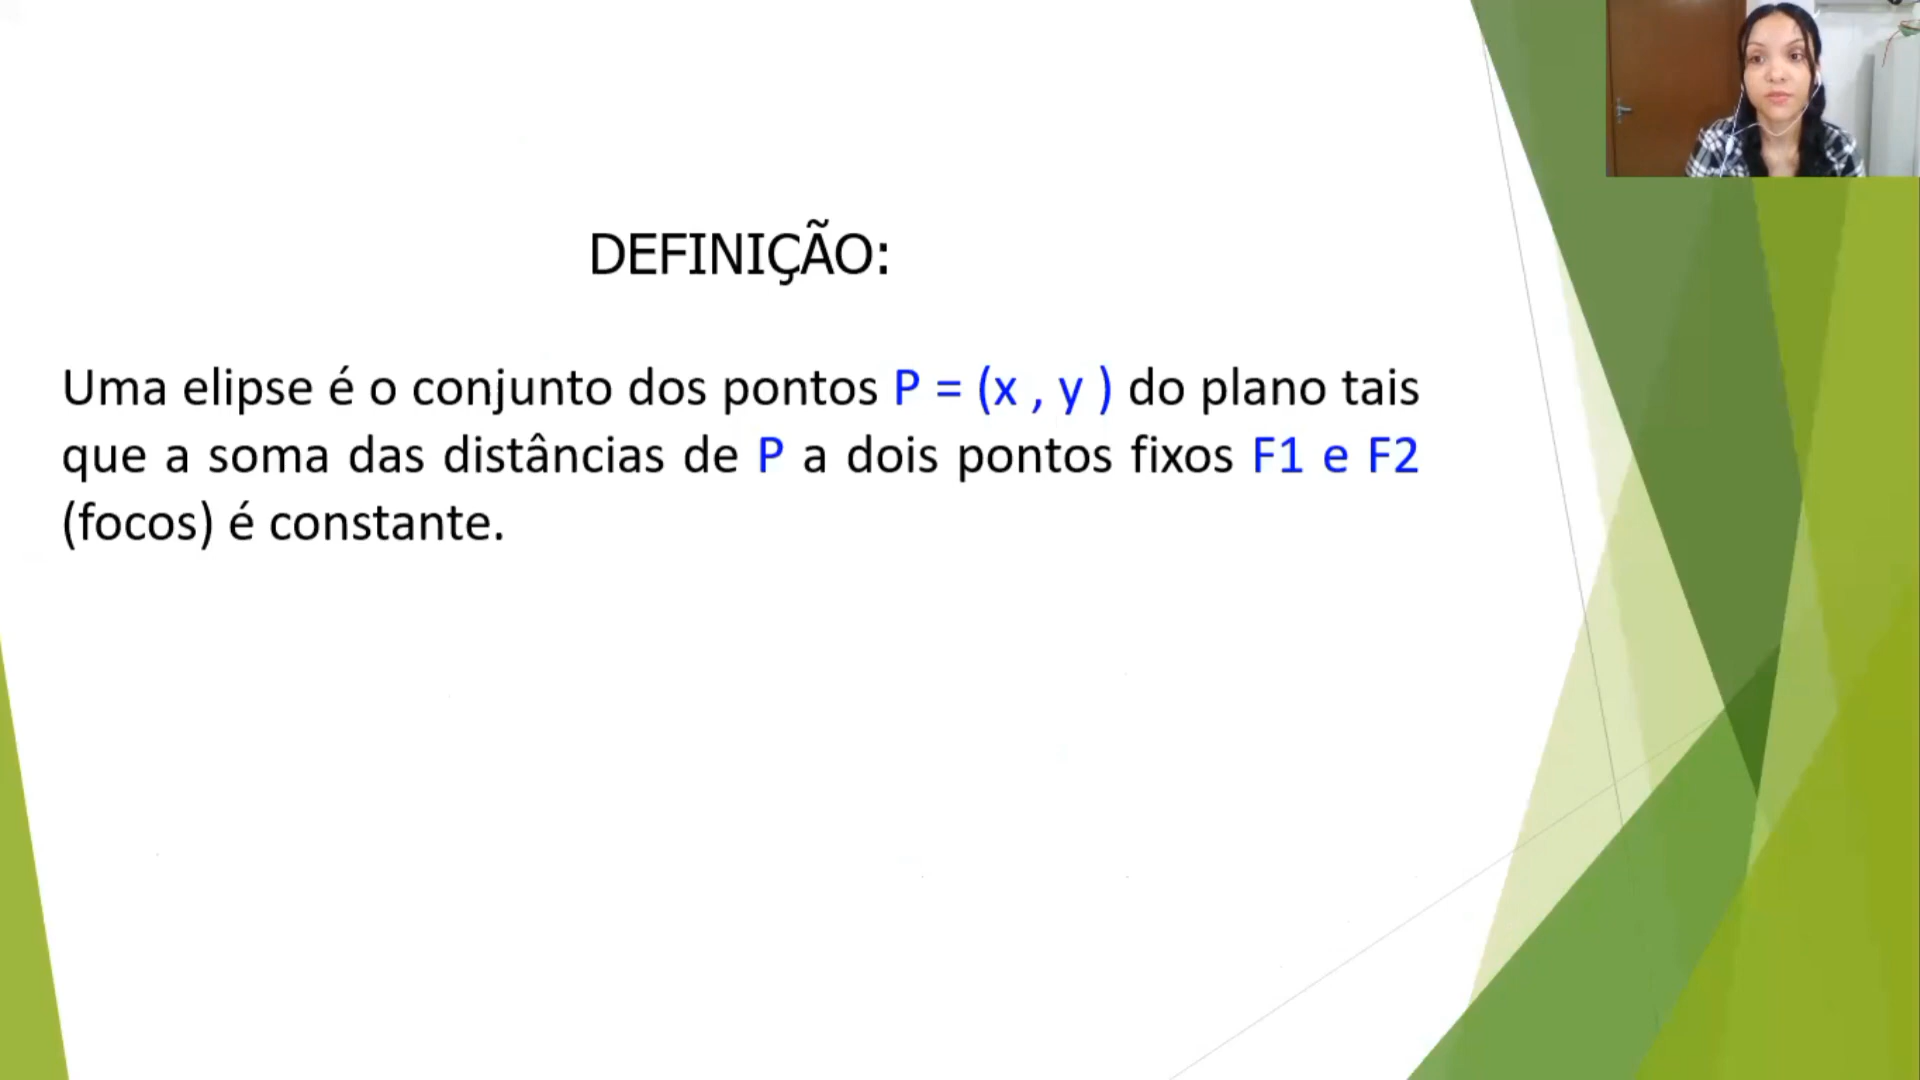 DEFINIÇÃO:
Uma elipse é o conjunto dos pontos P = (x , y ) do plano tais
que a soma das distâncias de P a dois pontos fixos F1 e F2
(focos) é constante.